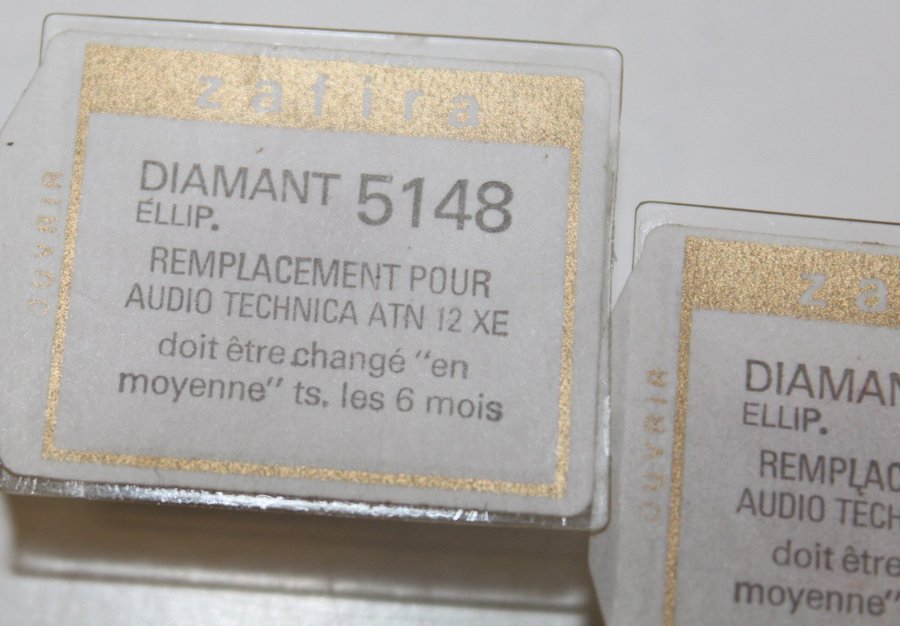 zafira
DIAMANT 5148
ELLIP.
REMPLACEMENT POUR
AUDIO TECHNICA ATN 12 XE
doit être changé "en
moyenne" ts. les 6 mois
za
DIAMAN
ELLIP.
REMPLAC
AUDIO TECH
doit être
moyenne"